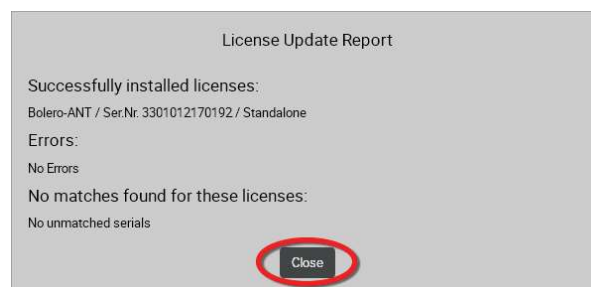 License Update Report
Successfully installed licenses:
Bolero-ANT / Ser.Nr. 3301012170192 / Standalone
Errors:
No Errors
No matches found for these licenses:
No unmatched serials
Close